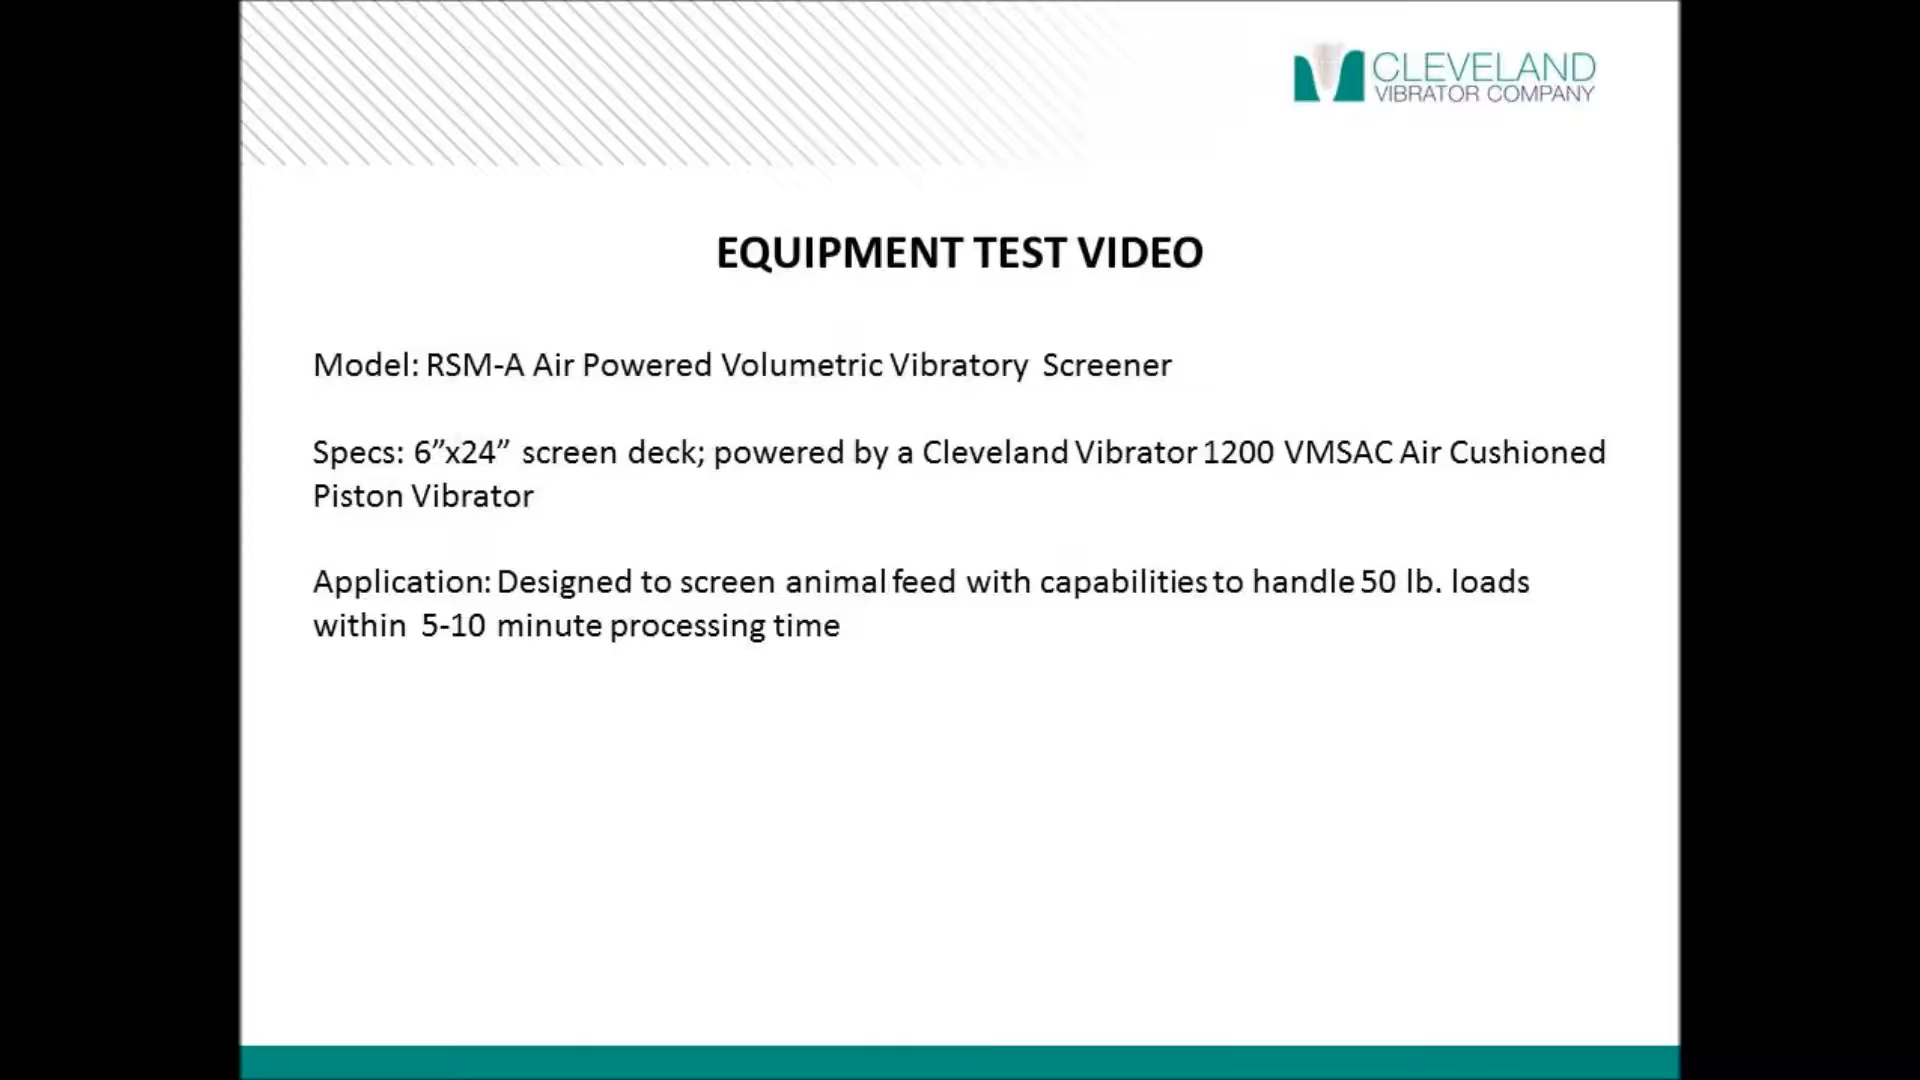 CLEVELAND
VIBRATOR COMPANY
EQUIPMENT TEST VIDEO
Model: RSM-A Air Powered Volumetric Vibratory Screener
Specs: 6”x24” screen deck; powered by a Cleveland Vibrator 1200 VMSAC Air Cushioned
Piston Vibrator
Application: Designed to screen animal feed with capabilities to handle 50 lb. loads
within 5-10 minute processing time